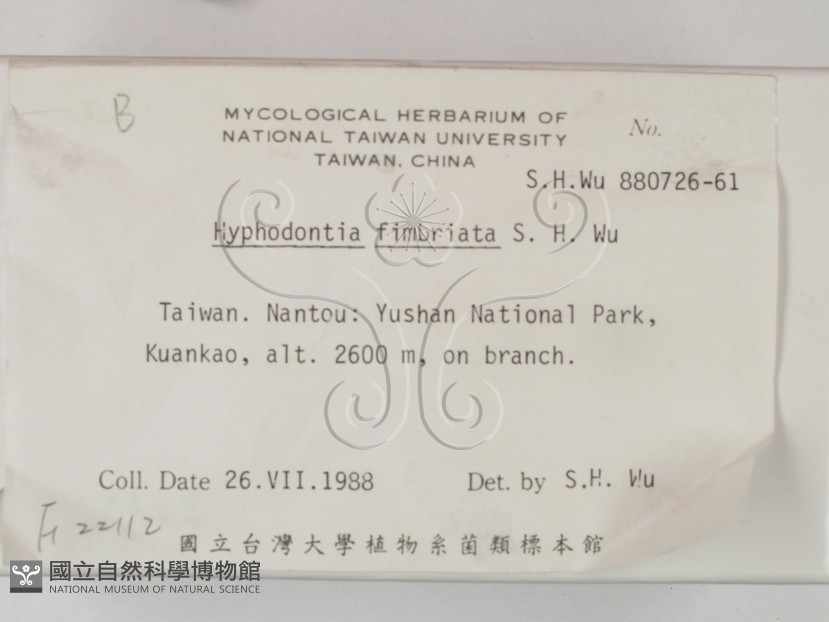 B
MYCOLOGICAL HERBARIUM OF
NATIONAL TAIWAN UNIVERSITY
TAIWAN. CHINA
No.
S.H.Wu 880726-61
Hyphodontia fimbriata S. H. Wu
Taiwan. Nantou: Yushan National Park,
Kuankao, alt. 2600 m, on branch.
Coll. Date 26.VII.1988
Det. by S.H. Wu
F 22112
國立台灣大學植物系菌類標本館
國立自然科學博物館
NATIONAL MUSEUM OF NATURAL SCIENCE